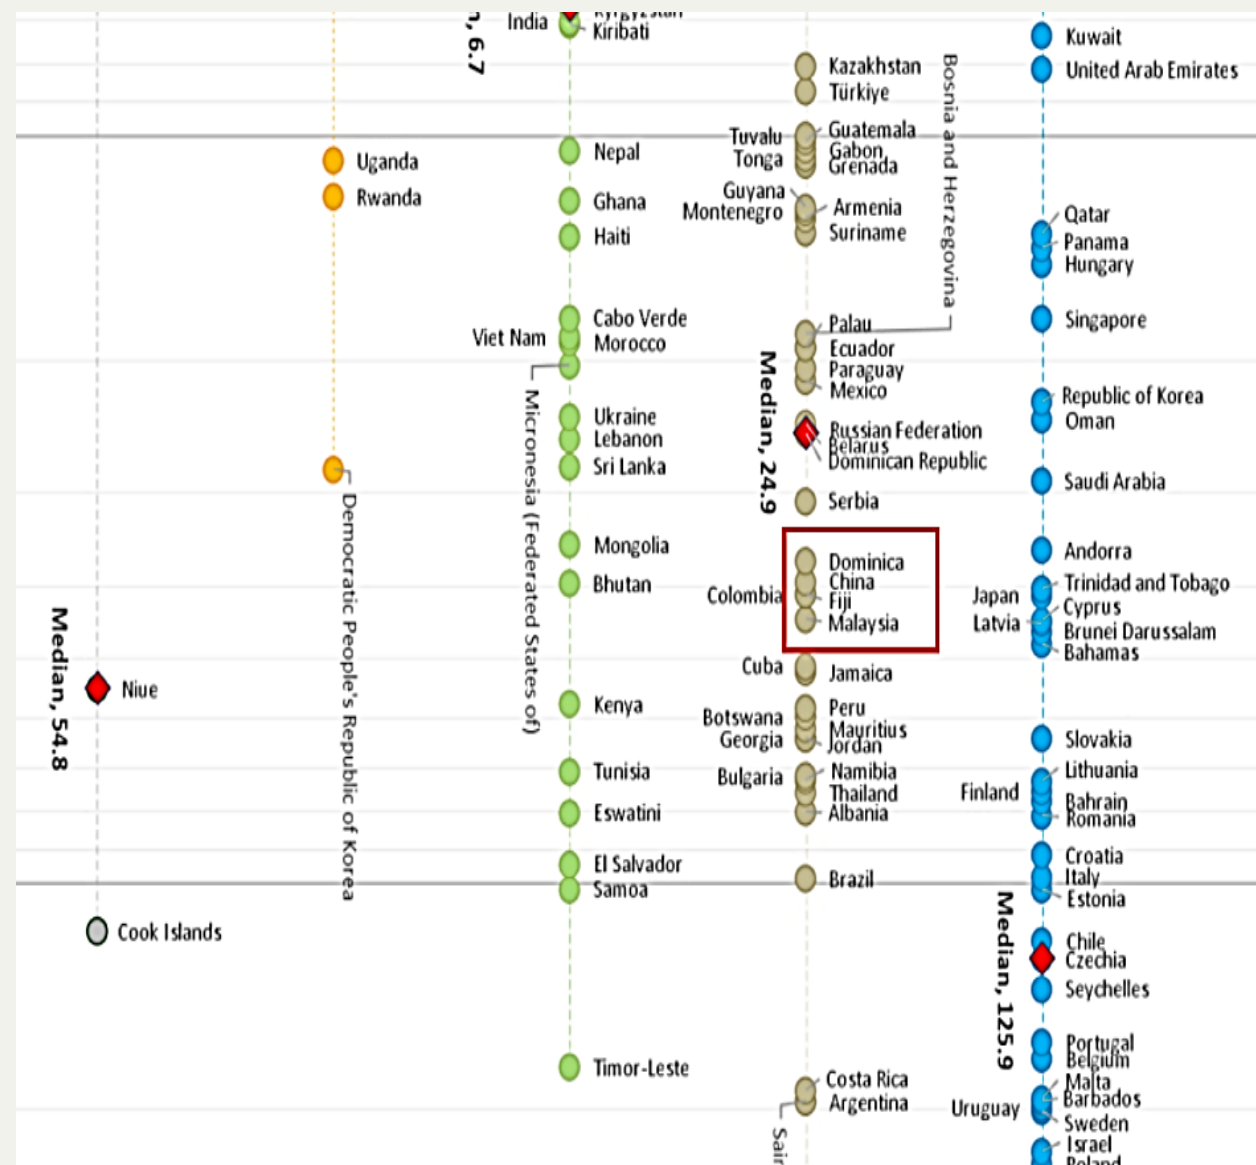 Median, 54.8
Niue
Cook Islands
Uganda
Rwanda
Democratic People's Republic of Korea
6.7
India
Kyrgyzstan
Kiribati
Nepal
Ghana
Haiti
Cabo Verde
Viet Nam
Morocco
Micronesia (Federated States of)
Ukraine
Lebanon
Sri Lanka
Mongolia
Bhutan
Kenya
Tunisia
Eswatini
El Salvador
Samoa
Timor-Leste
Median, 24.9
Kazakhstan
Türkiye
Tuvalu
Guatemala
Gabon
Tonga
Grenada
Guyana
Armenia
Montenegro
Suriname
Bosnia and Herzegovina
Palau
Ecuador
Paraguay
Mexico
Russian Federation
Belarus
Dominican Republic
Serbia
Dominica
China
Colombia
Fiji
Malaysia
Cuba
Jamaica
Peru
Botswana
Mauritius
Georgia
Jordan
Bulgaria
Namibia
Thailand
Albania
Brazil
Costa Rica
Argentina
Median, 125.9
Kuwait
United Arab Emirates
Qatar
Panama
Hungary
Singapore
Republic of Korea
Oman
Saudi Arabia
Andorra
Trinidad and Tobago
Japan
Cyprus
Latvia
Brunei Darussalam
Bahamas
Slovakia
Lithuania
Finland
Bahrain
Romania
Croatia
Italy
Estonia
Chile
Czechia
Seychelles
Portugal
Belgium
Malta
Barbados
Uruguay
Sweden
Israel
Poland